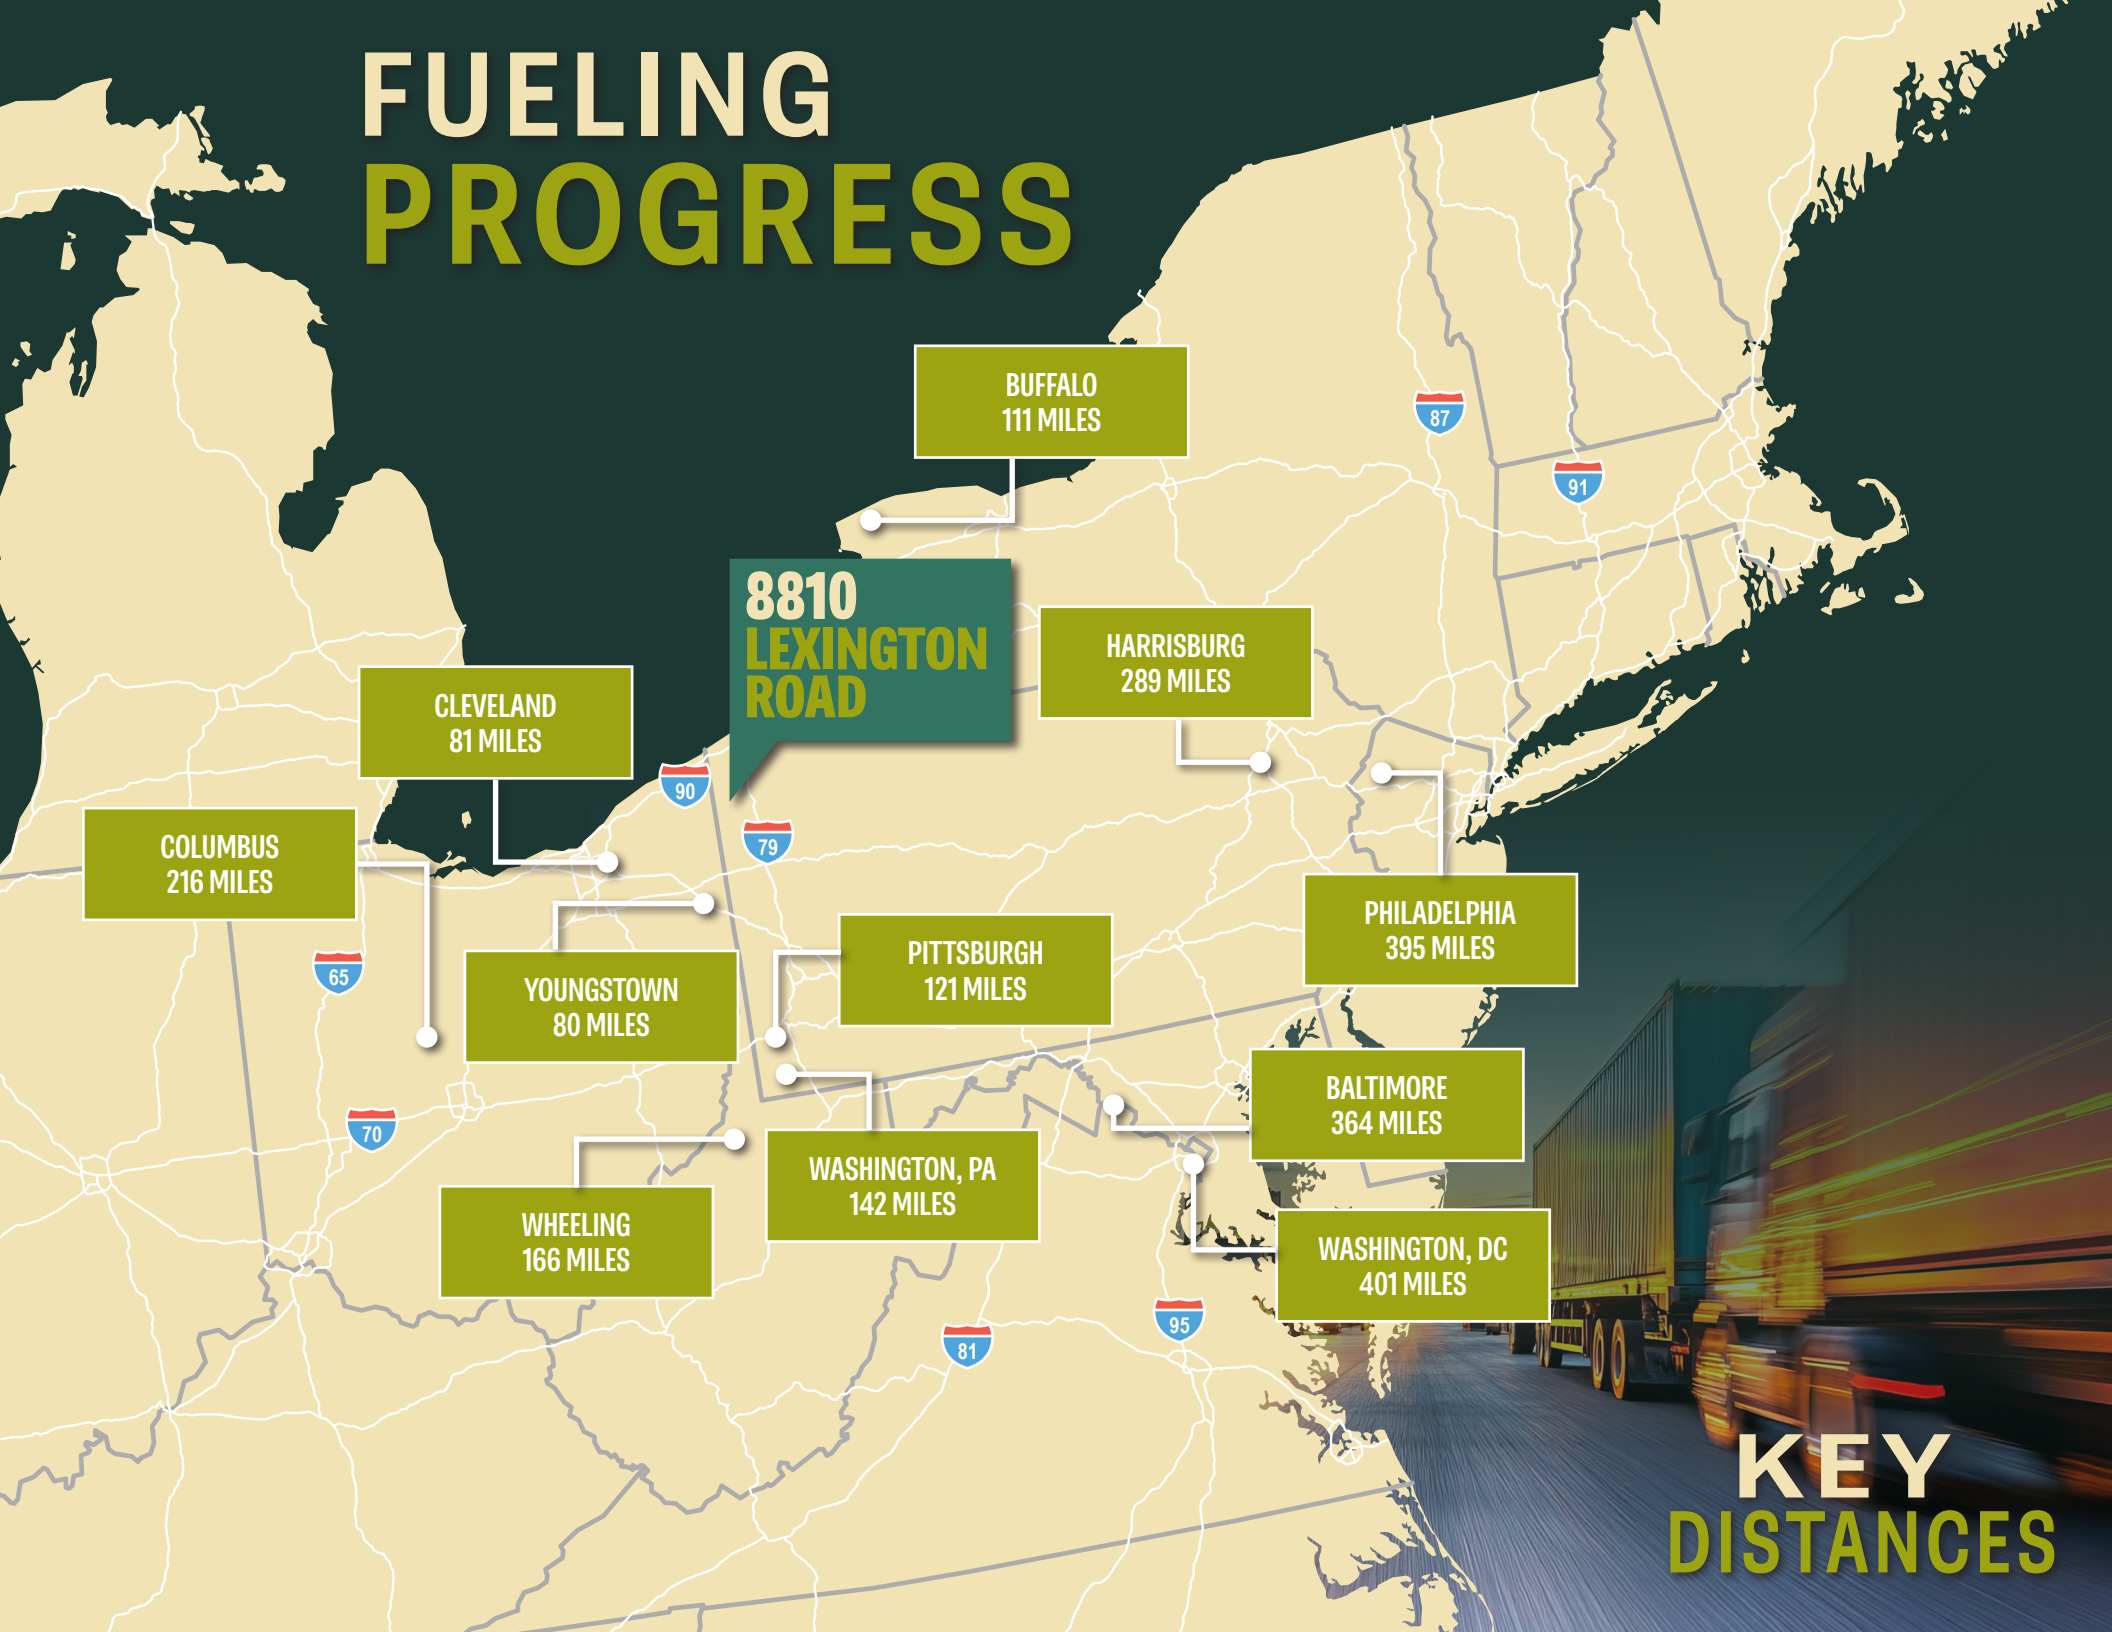 FUELING
PROGRESS
BUFFALO
111 MILES
87
91
8810
LEXINGTON
ROAD
HARRISBURG
289 MILES
CLEVELAND
81 MILES
90
79
COLUMBUS
216 MILES
PHILADELPHIA
395 MILES
65
YOUNGSTOWN
80 MILES
PITTSBURGH
121 MILES
70
BALTIMORE
364 MILES
WASHINGTON, PA
142 MILES
WHEELING
166 MILES
WASHINGTON, DC
401 MILES
95
81
KEY
DISTANCES